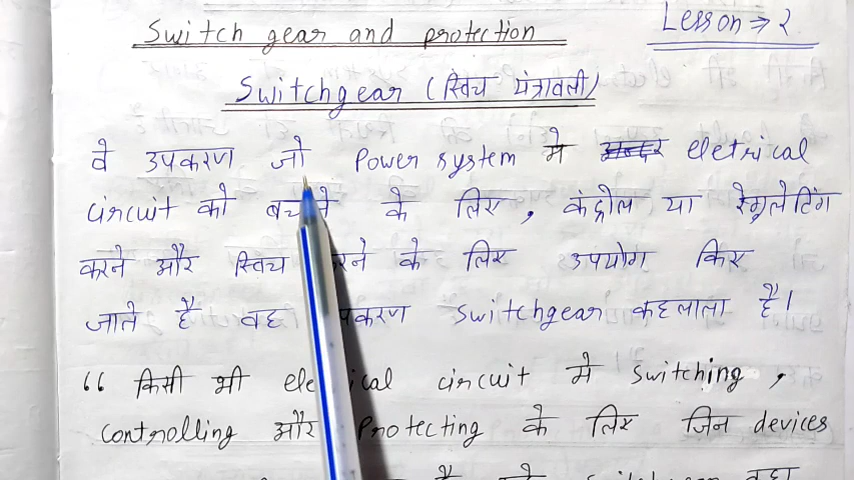 Switch gear and protection
Lesson → 2
Switchgear (स्विच यंत्रावली)
वे उपकरण जो Power system मे eletrical
circuit को बचाने के लिए, कंट्रोल या रेगुलेटिंग
करने और स्विच करने के लिए उपयोग किए
जाते है वह उपकरण switchgear कहलाता है।
“ किसी भी electrical circuit मे switching,
controlling और Protecting के लिए जिन devices